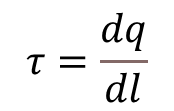 τ = dq/dl